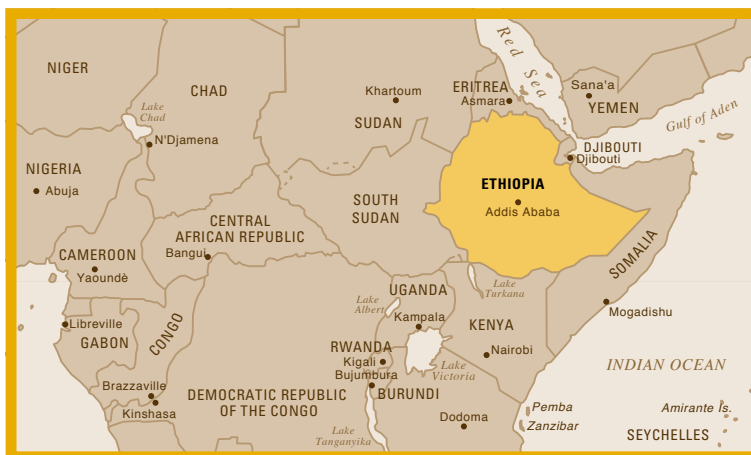 Red Sea
NIGER
CHAD
Khartoum
ERITREA
Asmara
Sana'a
YEMEN
Lake
Chad
SUDAN
Gulf of Aden
N'Djamena
DJIBOUTI
Djibouti
NIGERIA
Abuja
ETHIOPIA
SOUTH
SUDAN
Addis Ababa
CENTRAL
AFRICAN REPUBLIC
CAMEROON
Bangui
SOMALIA
Yaoundè
UGANDA
Lake
Turkana
Lake
Albert
Mogadishu
Libreville
CONGO
Kampala
KENYA
GABON
RWANDA
Nairobi
Kigali
INDIAN OCEAN
Bujumbura
Lake
Victoria
Brazzaville
DEMOCRATIC REPUBLIC
OF THE CONGO
BURUNDI
Kinshasa
Dodoma
Pemba
Zanzibar
Amirante Is.
Lake
Tanganyika
SEYCHELLES